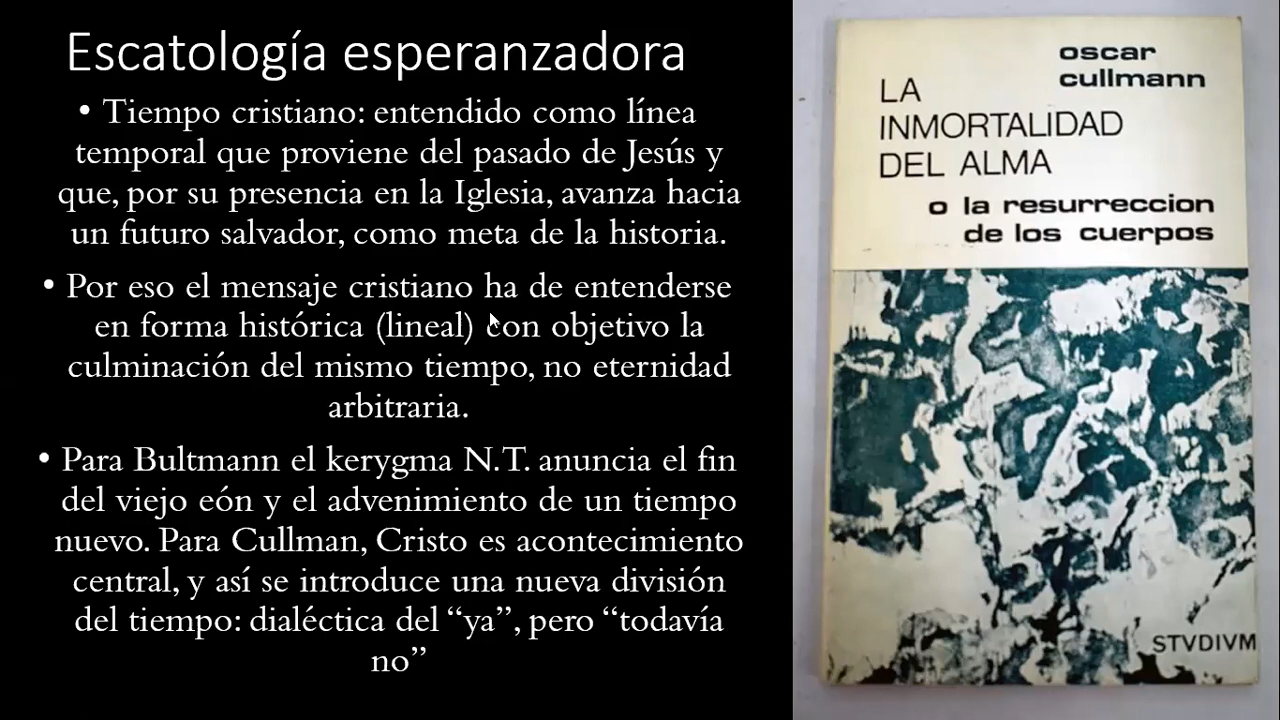 Escatología esperanzadora
• Tiempo cristiano: entendido como línea
temporal que proviene del pasado de Jesús y
que, por su presencia en la Iglesia, avanza hacia
un futuro salvador, como meta de la historia.
• Por eso el mensaje cristiano ha de entenderse
en forma histórica (lineal) con objetivo la
culminación del mismo tiempo, no eternidad
arbitraria.
• Para Bultmann el kerygma N.T. anuncia el fin
del viejo eón y el advenimiento de un tiempo
nuevo. Para Cullman, Cristo es acontecimiento
central, y así se introduce una nueva división
del tiempo: dialéctica del “ya”, pero “todavía
no”
oscar
cullmann
LA
INMORTALIDAD
DEL ALMA
o la resurreccion
de los cuerpos
STVDIVM